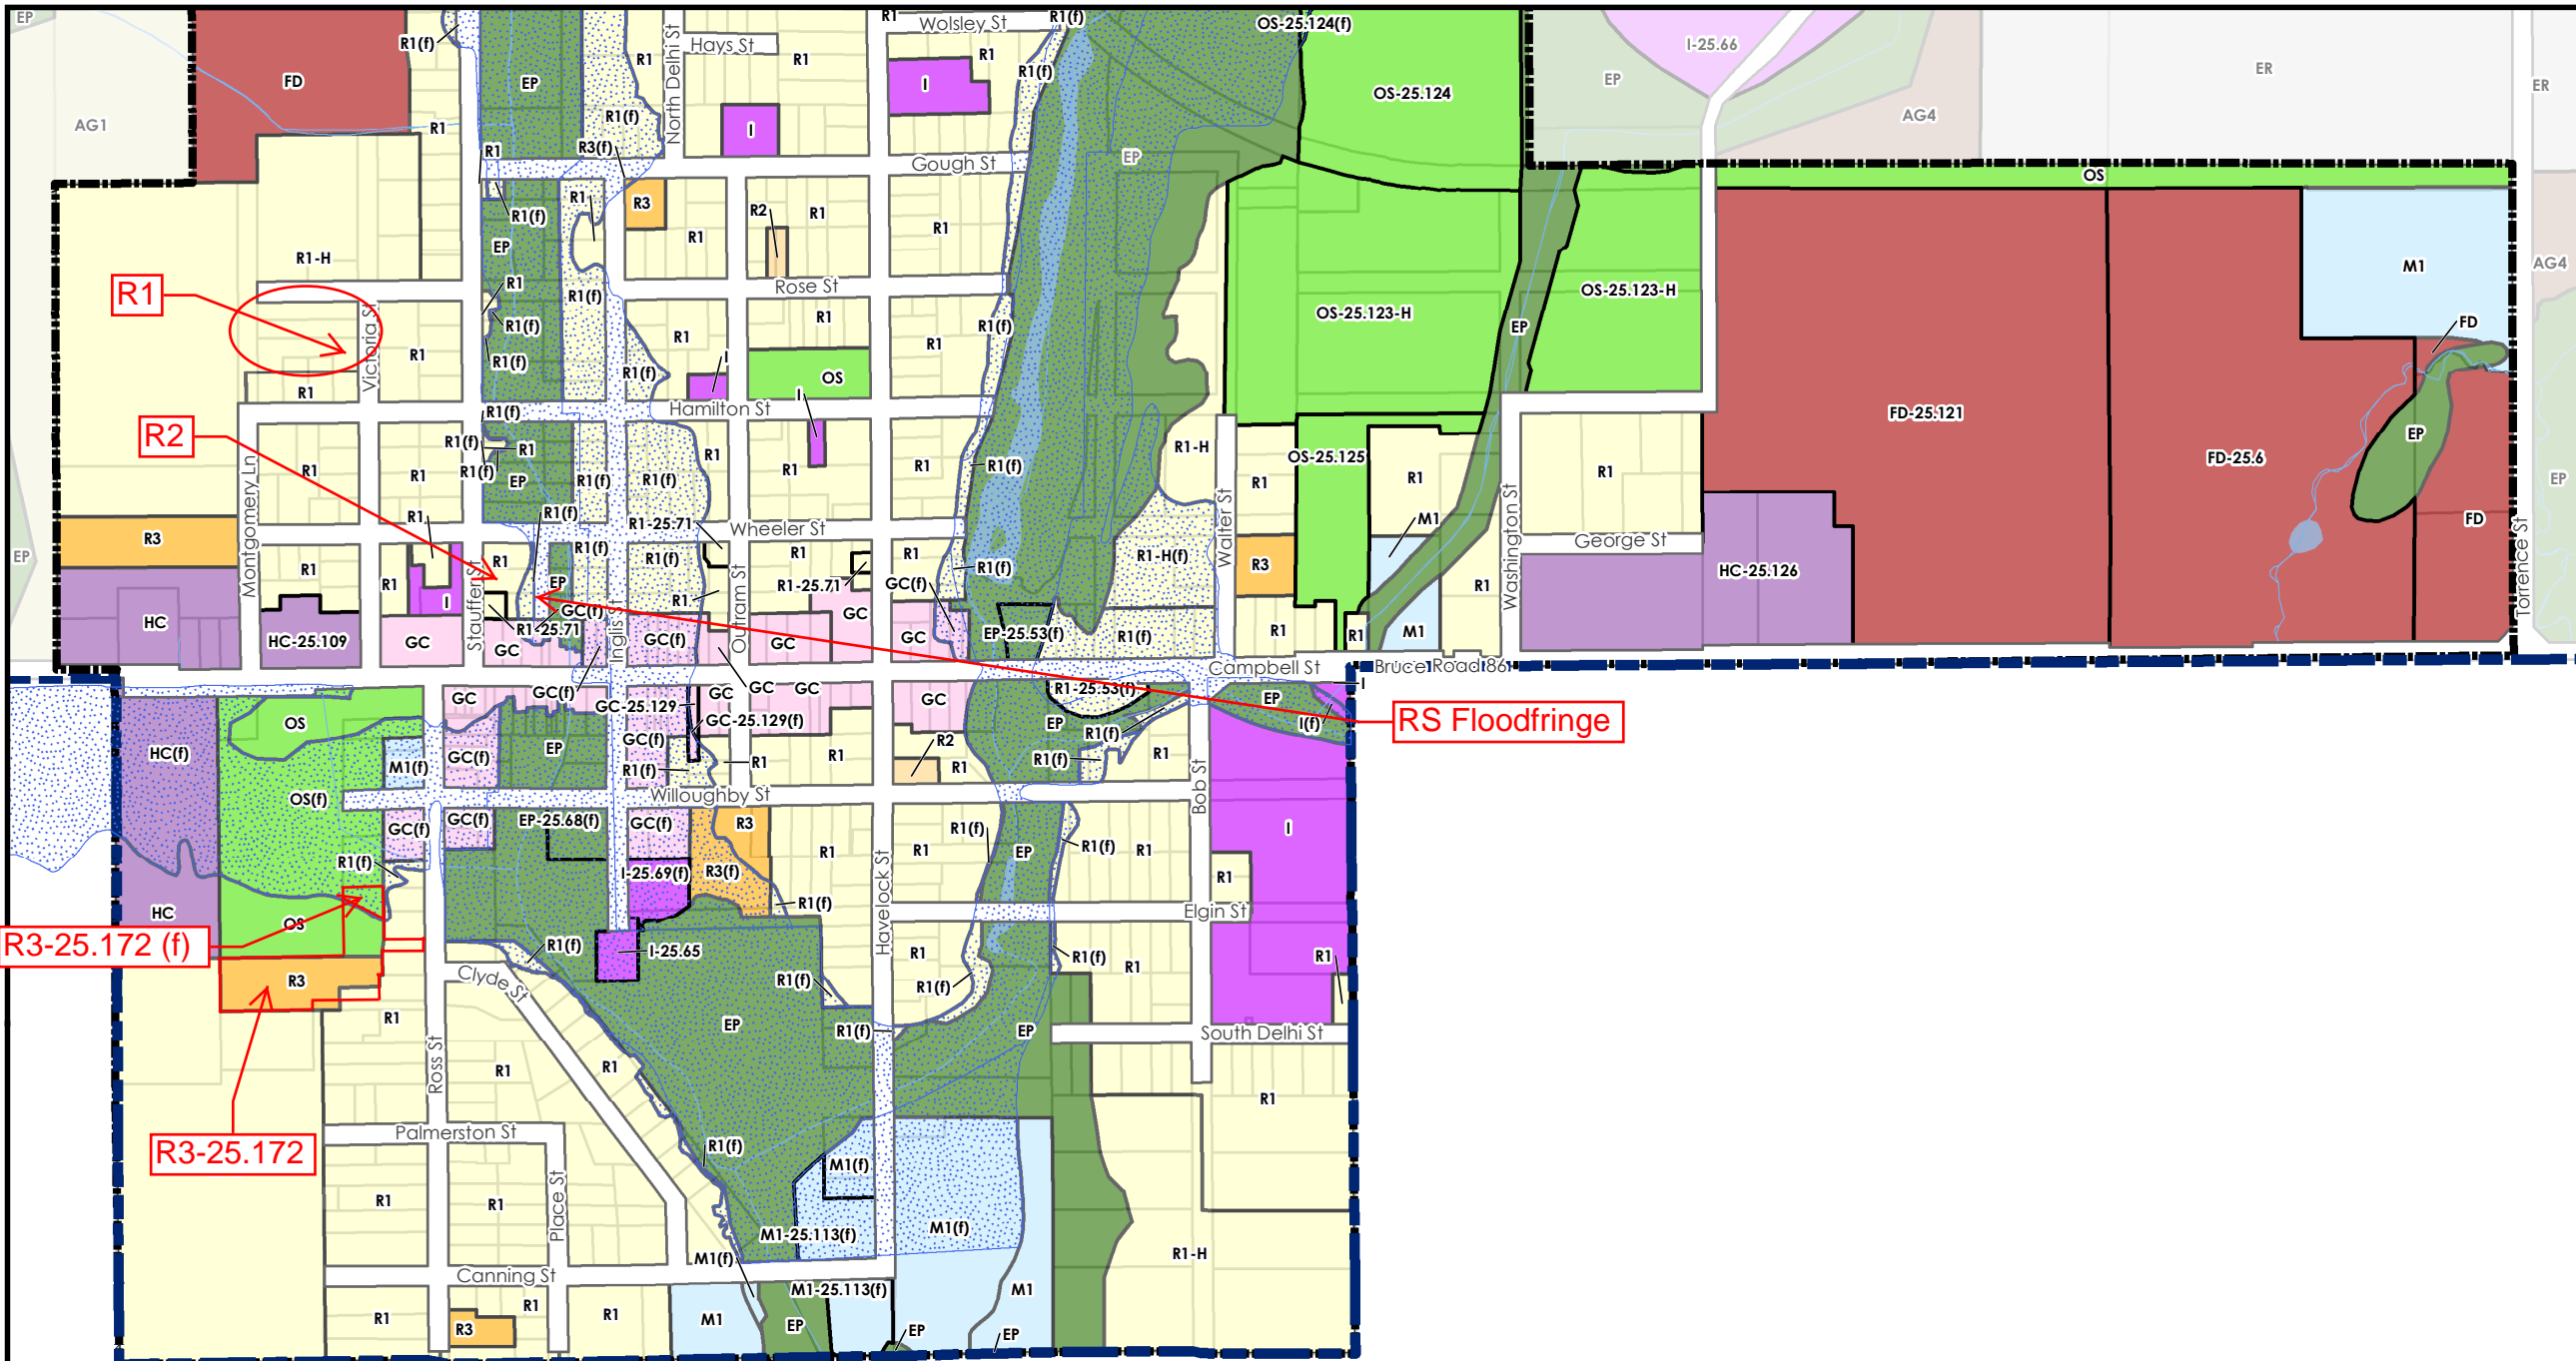 EP
R1(f)
R1
Wolsley St
R1(f)
OS-25.124(f)
R1(f)
Hays St
North Delhi St
R1
R1
R1
I-25.66
FD
EP
R1(f)
I
OS-25.124
EP
ER
ER
AG1
R1
R1(f)
I
AG4
AG4
R1
R3(f)
Gough St
EP
OS
R1
R3
R2
R1
R1(f)
R1
R1
EP
R1-H
M1
R1
R1
Rose St
R1(f)
OS-25.123-H
OS-25.123-H
R1
R1(f)
R1
R1(f)
EP
FD
Victoria St
R1
R1(f)
R1
I
R1(f)
OS
R1
R1
I
R1(f)
Hamilton St
FD-25.121
R2
R1(f)
R1
R1
R1-H
EP
Montgomery Ln
R1
R1
R1(f)
EP
R1(f)
R1(f)
R1
R1
R1(f)
OS-25.125
R1
R1
R1
FD-25.6
EP
R1
R1(f)
R1-25-71
Wheeler St
Walter St
Washington St
M1
FD
R3
R1
R1(f)
R1(f)
R1
R1
R1-H(f)
George St
EP
R1
R1
I
EP
R1-25.71
GC(f)
R1(f)
R3
R1
HC-25.126
Torrence St
Stauffer St
R1
Outram St
HC
HC-25.109
GC
R1-25.71
GC
GC(f)
Inglis St
GC(f)
GC
GC
GC
EP-25.53(f)
R1(f)
R1
R1
M1
Campbell St
Bruce Road 86
GC
GC(f)
GC
GC
GC
GC
R1-25.53(f)
EP
I
GC-25.129
GC-25.129(f)
RS Floodfringe
OS
I(f)
HC(f)
M1(f)
GC(f)
EP
GC(f)
R1(f)
R1
R1
R2
R1
EP
R1(f)
R1(f)
R1
OS(f)
Willoughby St
Bob St
GC(f)
GC(f)
EP-25.68(f)
GC(f)
R3
R1(f)
R1(f)
R1
R1
EP
R1
I
R1(f)
I-25.69(f)
R3(f)
R1
HC
OS
R1(f)
Havelock St
Elgin St
R3-25.172 (f)
R1(f)
I-25.65
R1
R1(f)
R1
R1
R3
Clyde St
R1(f)
R1(f)
R1
EP
R1(f)
EP
South Delhi St
Ross St
R1
R1
R1
R3-25.172
Palmerston St
R1(f)
M1(f)
R1
R1
Place St
M1-25.113(f)
M1(f)
R1-H
M1(f)
Canning St
M1-25.113(f)
M1
R1
R3
R1
R1
M1
EP
EP
EP